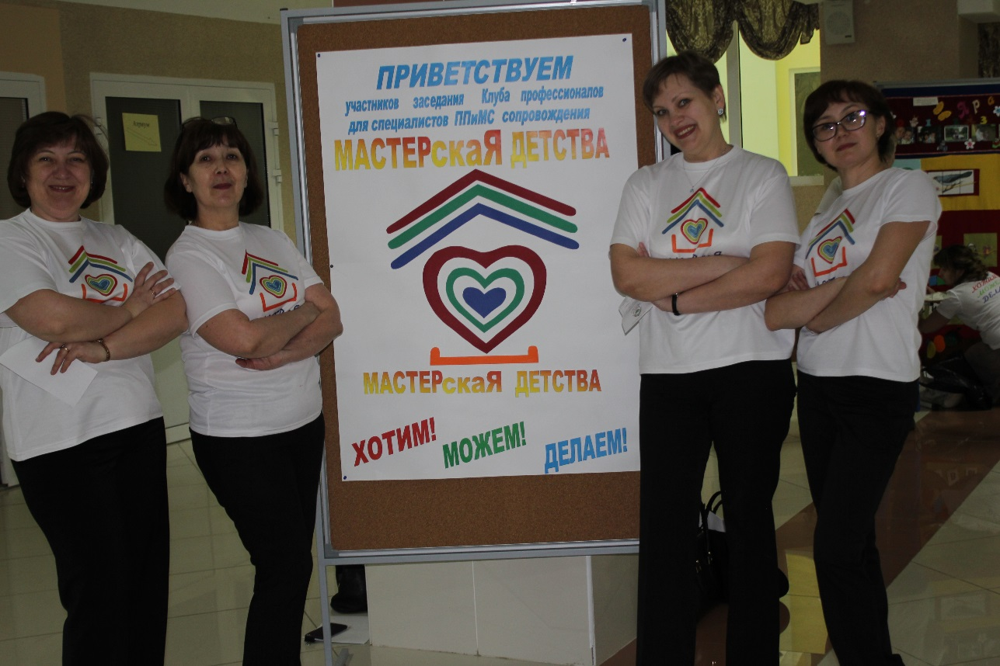 ПРИВЕТСТВУЕМ
участников заседания Клуба профессионалов
для специалистов ППиМС сопровождения
МАСТЕРскаЯ ДЕТСТВА
МАСТЕРскаЯ ДЕТСТВА
ХОТИМ! МОЖЕМ! ДЕЛАЕМ!